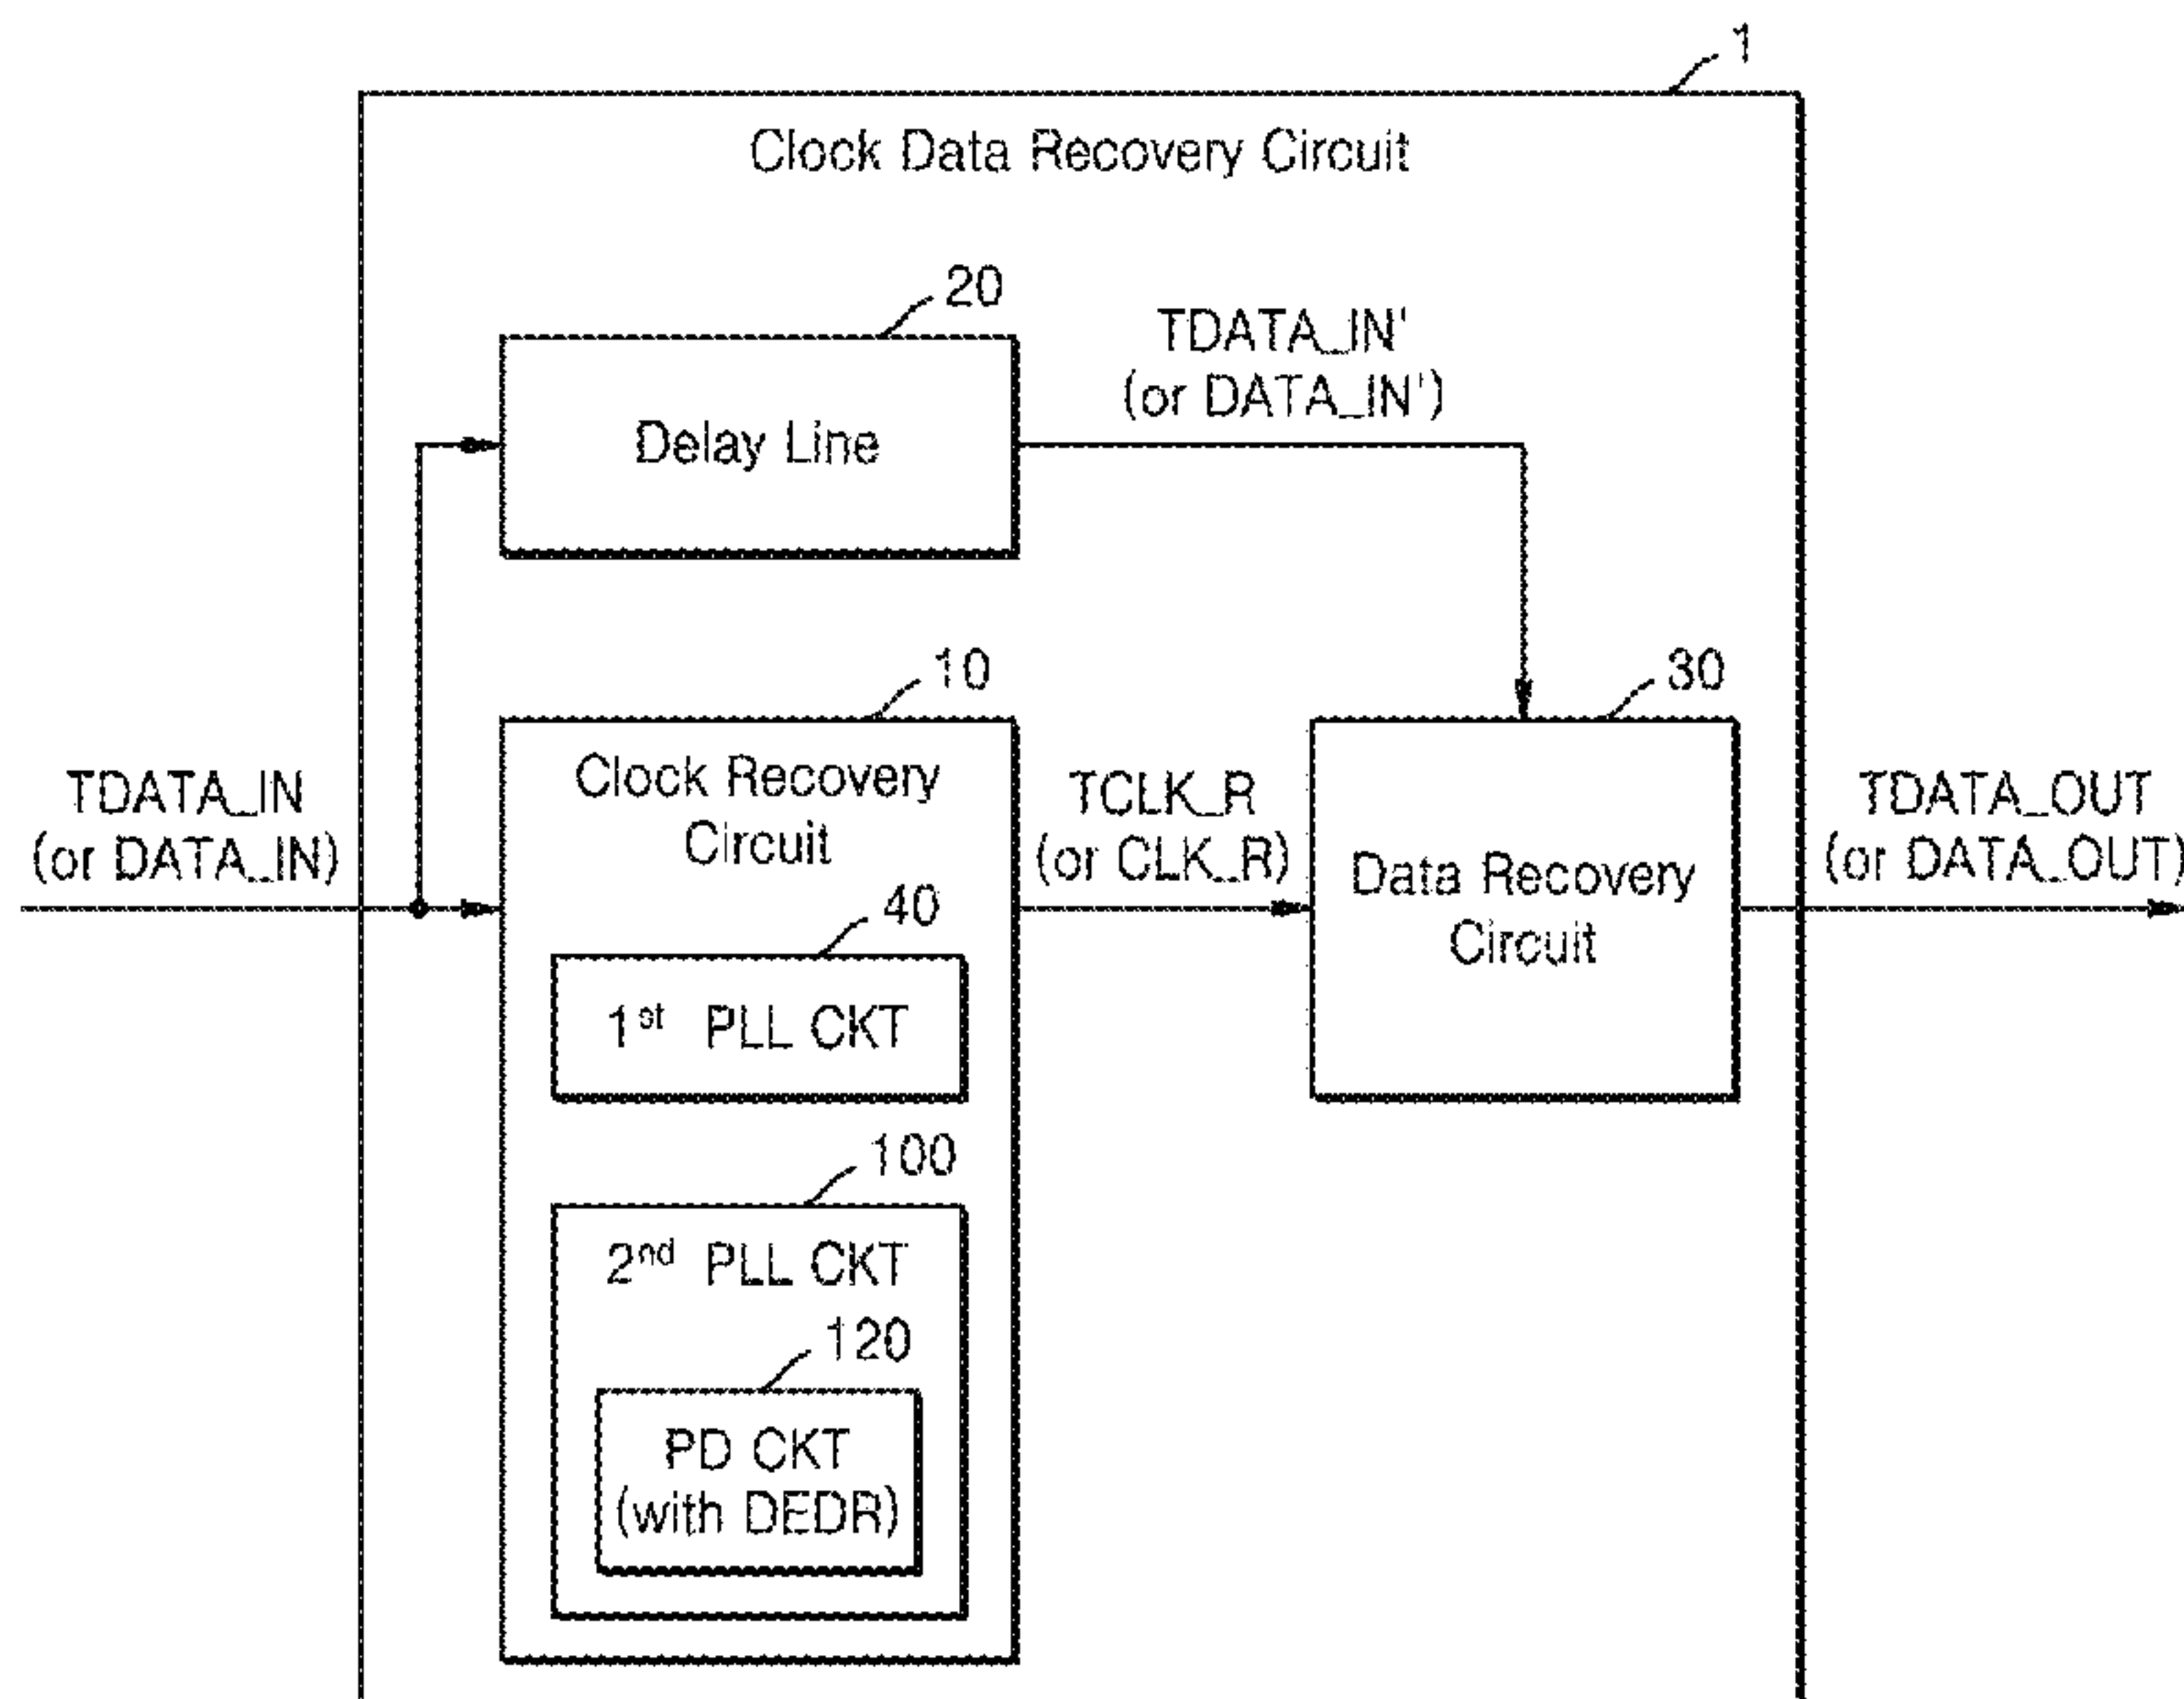 1
Clock Data Recovery Circuit
20
TDATA_IN'
(or DATA_IN')
Delay Line
10
30
Clock Recovery
Circuit
TDATA_IN
(or DATA_IN)
TCLK_R
(or CLK_R)
Data Recovery
Circuit
TDATA_OUT
(or DATA_OUT)
40
1st PLL CKT
100
2nd PLL CKT
120
PD CKT
(with DEDR)